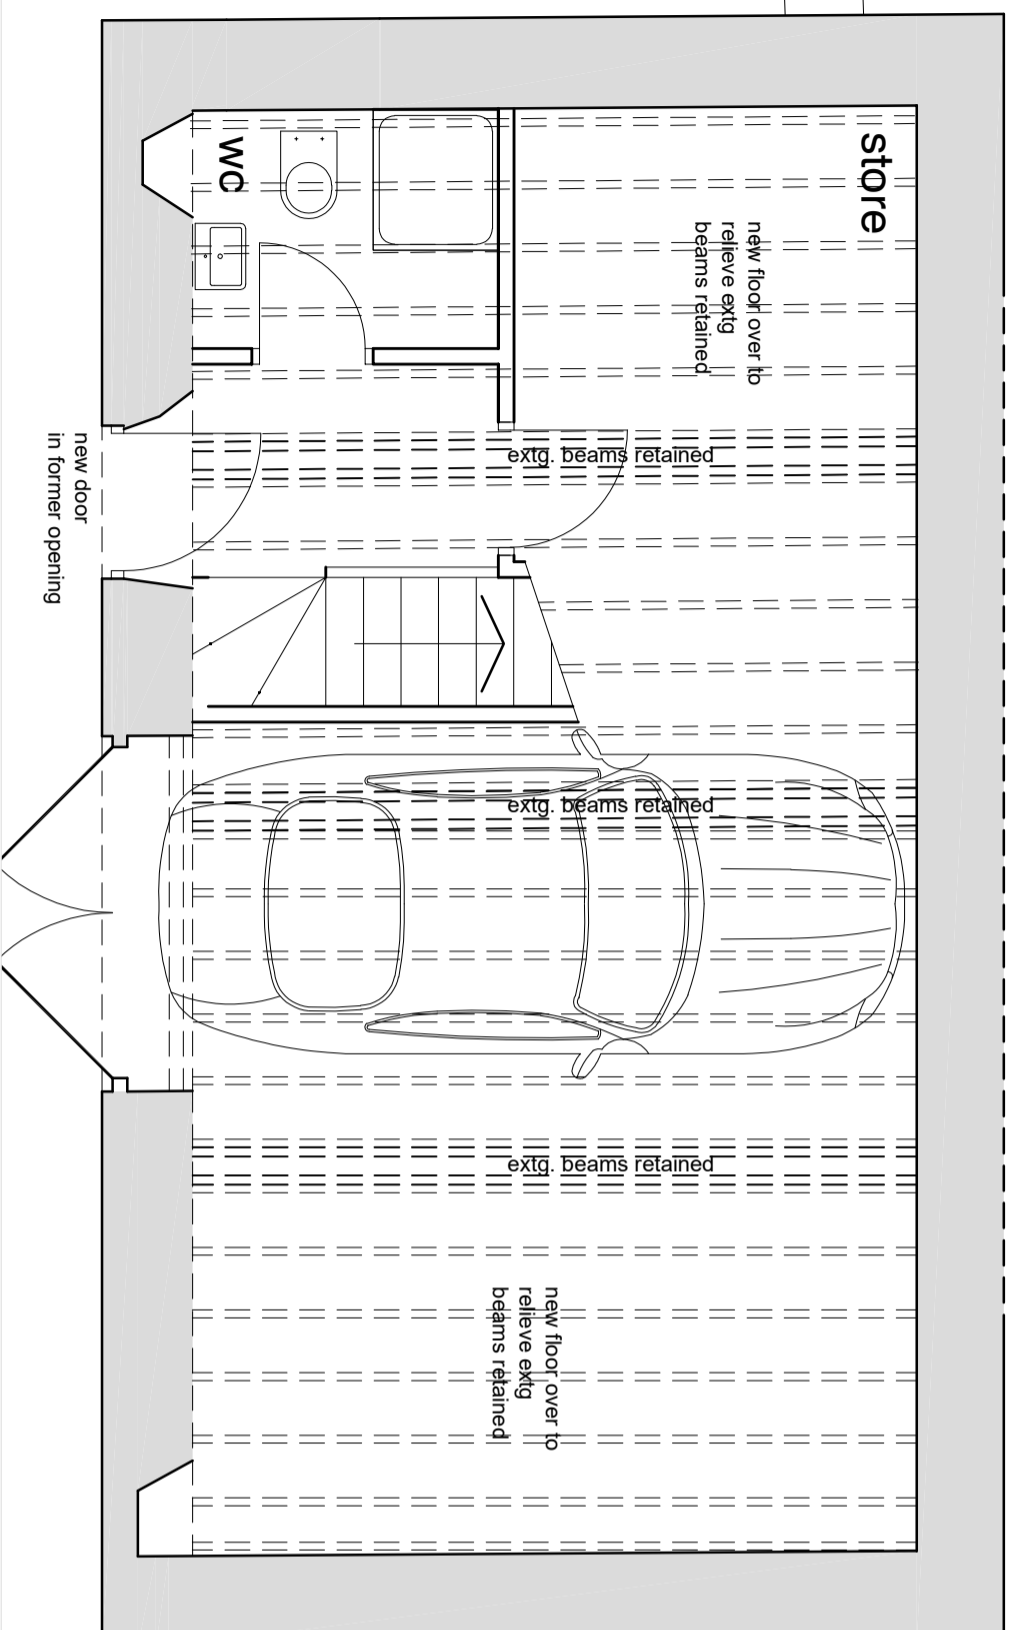 wc
store
new floor over to
relieve extg
beams retained
extg. beams retained
new door
in former opening
extg. beams retained
extg. beams retained
new floor over to
relieve extg
beams retained